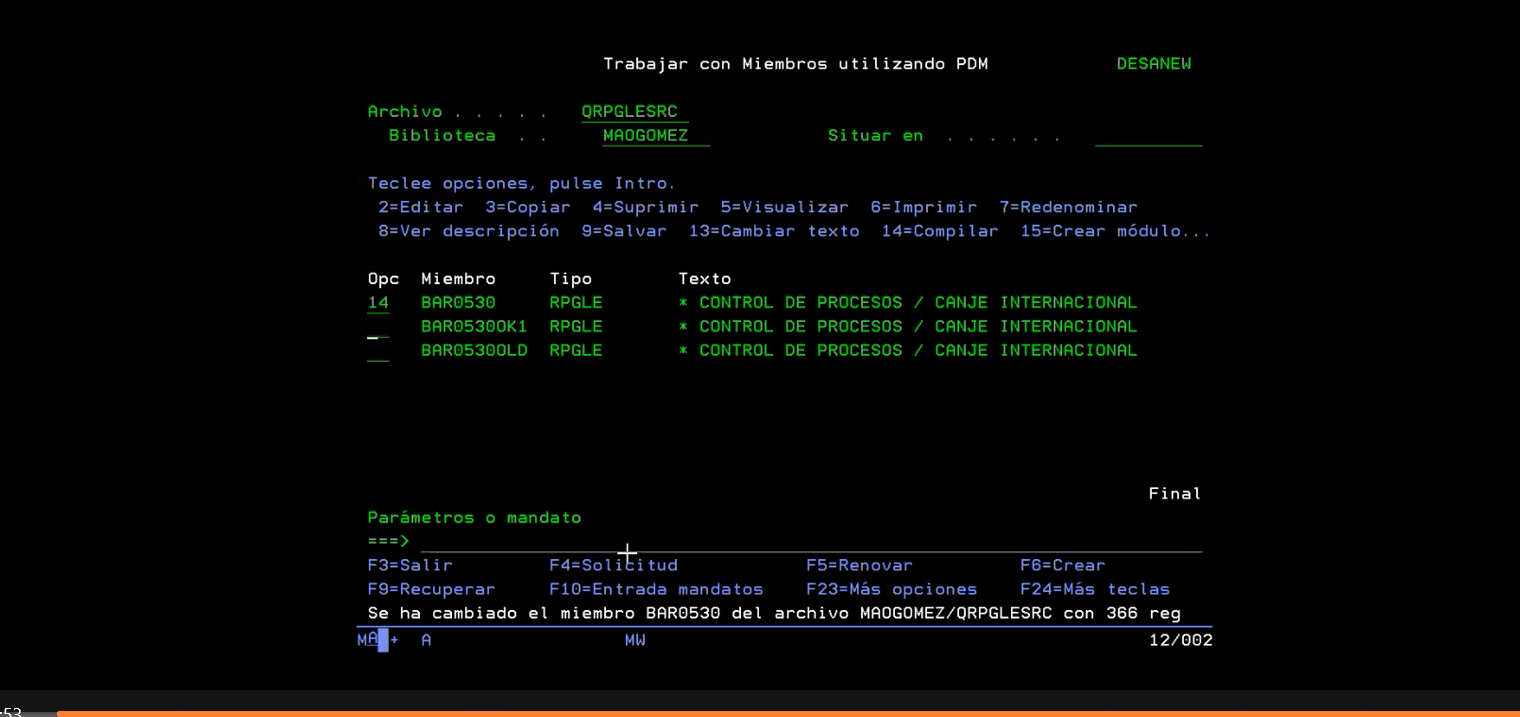 Trabajar con Miembros utilizando PDM DESANEW
Archivo . . . . . QRPGLESRC
Biblioteca . . MAOGOMEZ Situar en . . . . . .
Teclee opciones, pulse Intro.
2=Editar 3=Copiar 4=Suprimir 5=Visualizar 6=Imprimir 7=Redenominar
8=Ver descripción 9=Salvar 13=Cambiar texto 14=Compilar 15=Crear módulo...
Opc Miembro Tipo Texto
14 BAR0530 RPGLE * CONTROL DE PROCESOS / CANJE INTERNACIONAL
BAR0530OK1 RPGLE * CONTROL DE PROCESOS / CANJE INTERNACIONAL
BAR0530OLD RPGLE * CONTROL DE PROCESOS / CANJE INTERNACIONAL
Final
Parámetros o mandato
===>
F3=Salir F4=Solicitud F5=Renovar F6=Crear
F9=Recuperar F10=Entrada mandatos F23=Más opciones F24=Más teclas
Se ha cambiado el miembro BAR0530 del archivo MAOGOMEZ/QRPGLESRC con 366 reg
MA + A MW 12/002
:53